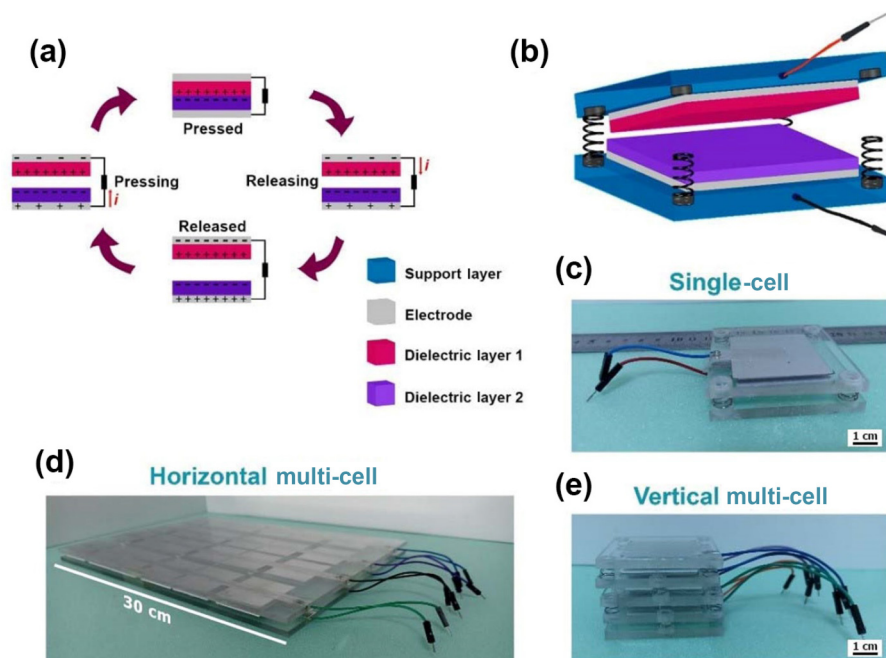 (a)
Pressed
Pressing
i
Releasing
i
Released
Support layer
Electrode
Dielectric layer 1
Dielectric layer 2
(b)
(c)
Single-cell
1 cm
(d)
Horizontal multi-cell
30 cm
(e)
Vertical multi-cell
1 cm